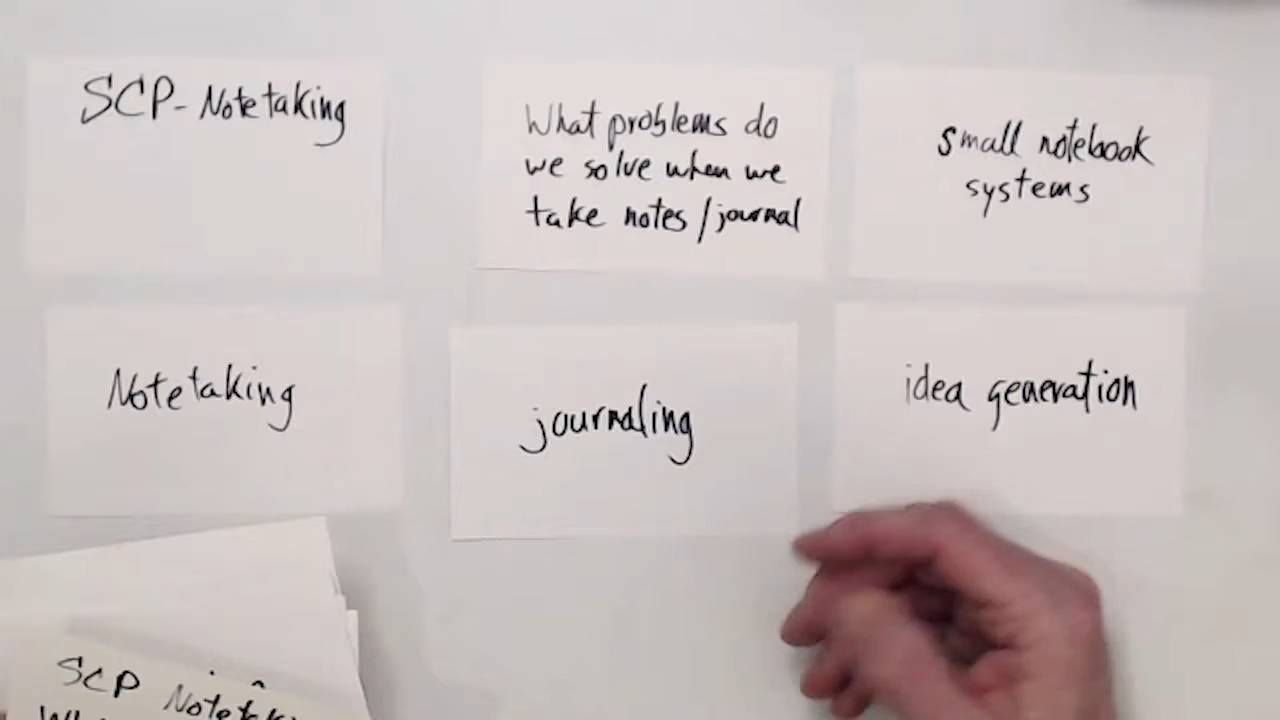 SCP - Notetaking
What problems do
we solve when we
take notes / journal
small notebook
systems
Notetaking
journaling
idea generation
SCP